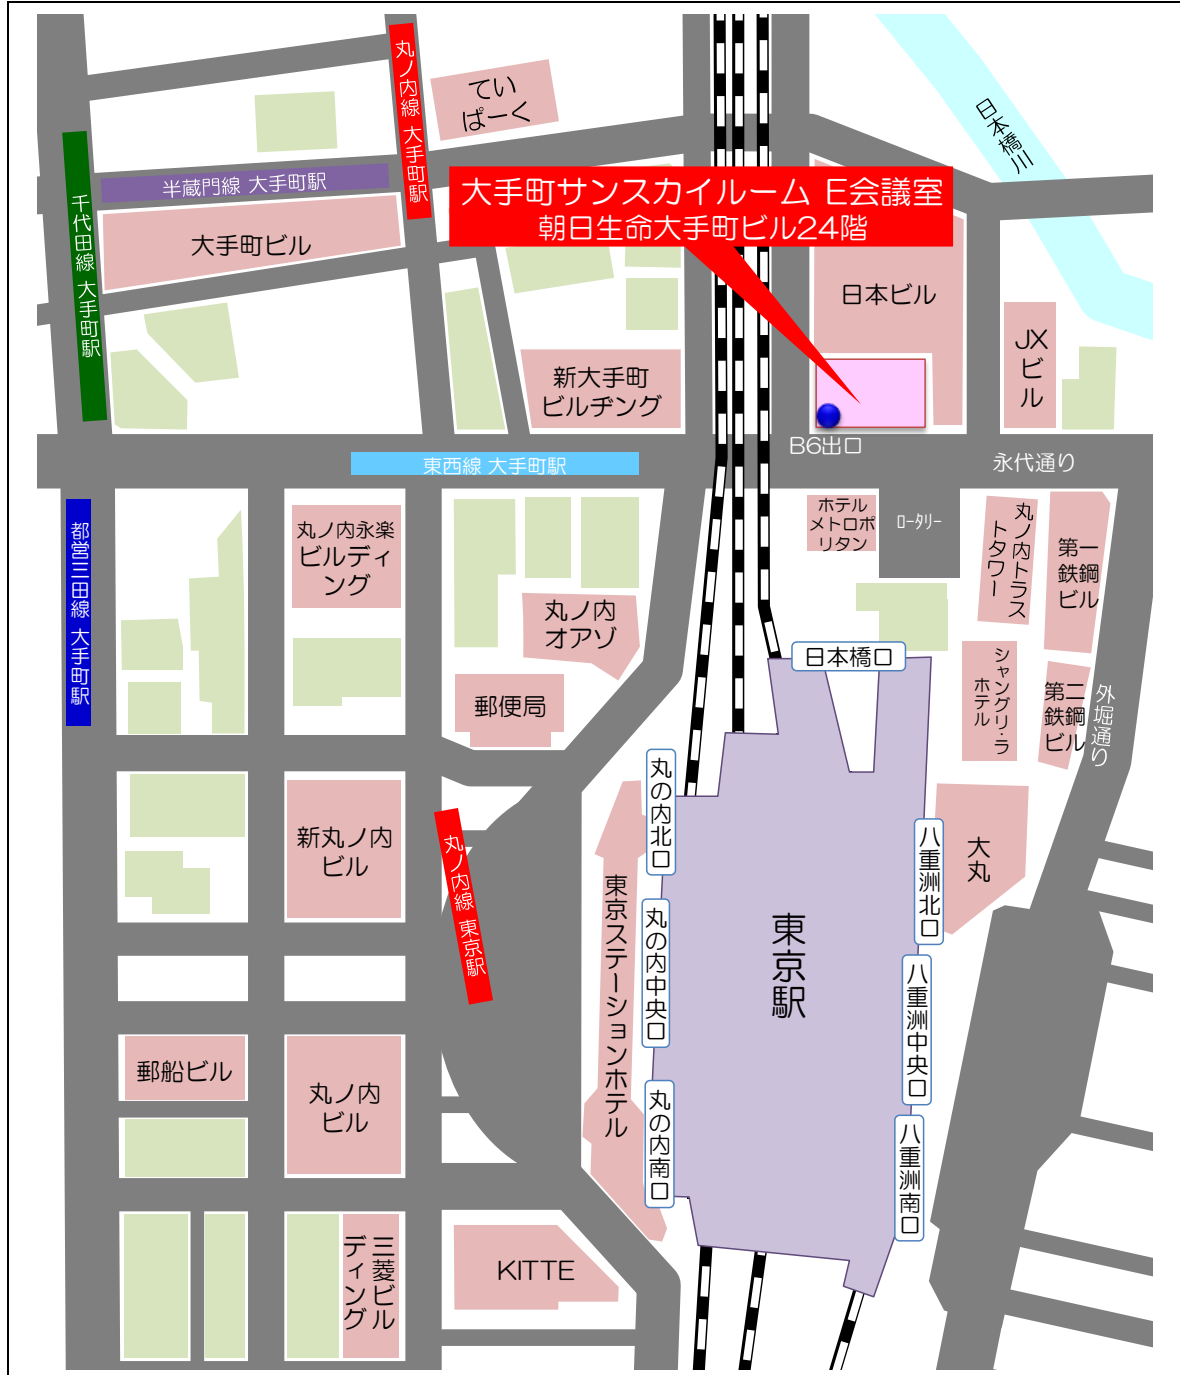 丸ノ内線 大手町駅
てい
ぱーく
日本橋川
千代田線 大手町駅
半蔵門線 大手町駅
大手町サンスカイルーム E会議室
朝日生命大手町ビル24階
大手町ビル
日本ビル
JX
ビ
ル
新大手町
ビルヂング
B6出口
東西線 大手町駅
永代通り
都営三田線 大手町駅
丸ノ内永楽
ビルディ
ング
ホテル
メトロポ
リタン
ロータリー
丸ノ内トラス
トタワー
第一
鉄鋼
ビル
丸ノ内
オアゾ
日本橋口
シャングリ・ラ
ホテル
郵便局
第二
鉄鋼
ビル
外堀通り
丸の内北口
新丸ノ内
ビル
丸ノ内線 東京駅
八重洲北口
大
丸
東京ステーションホテル
丸の内中央口
東京駅
八重洲中央口
郵船ビル
丸ノ内
ビル
丸の内南口
八重洲南口
三菱ビル
ディング
KITTE